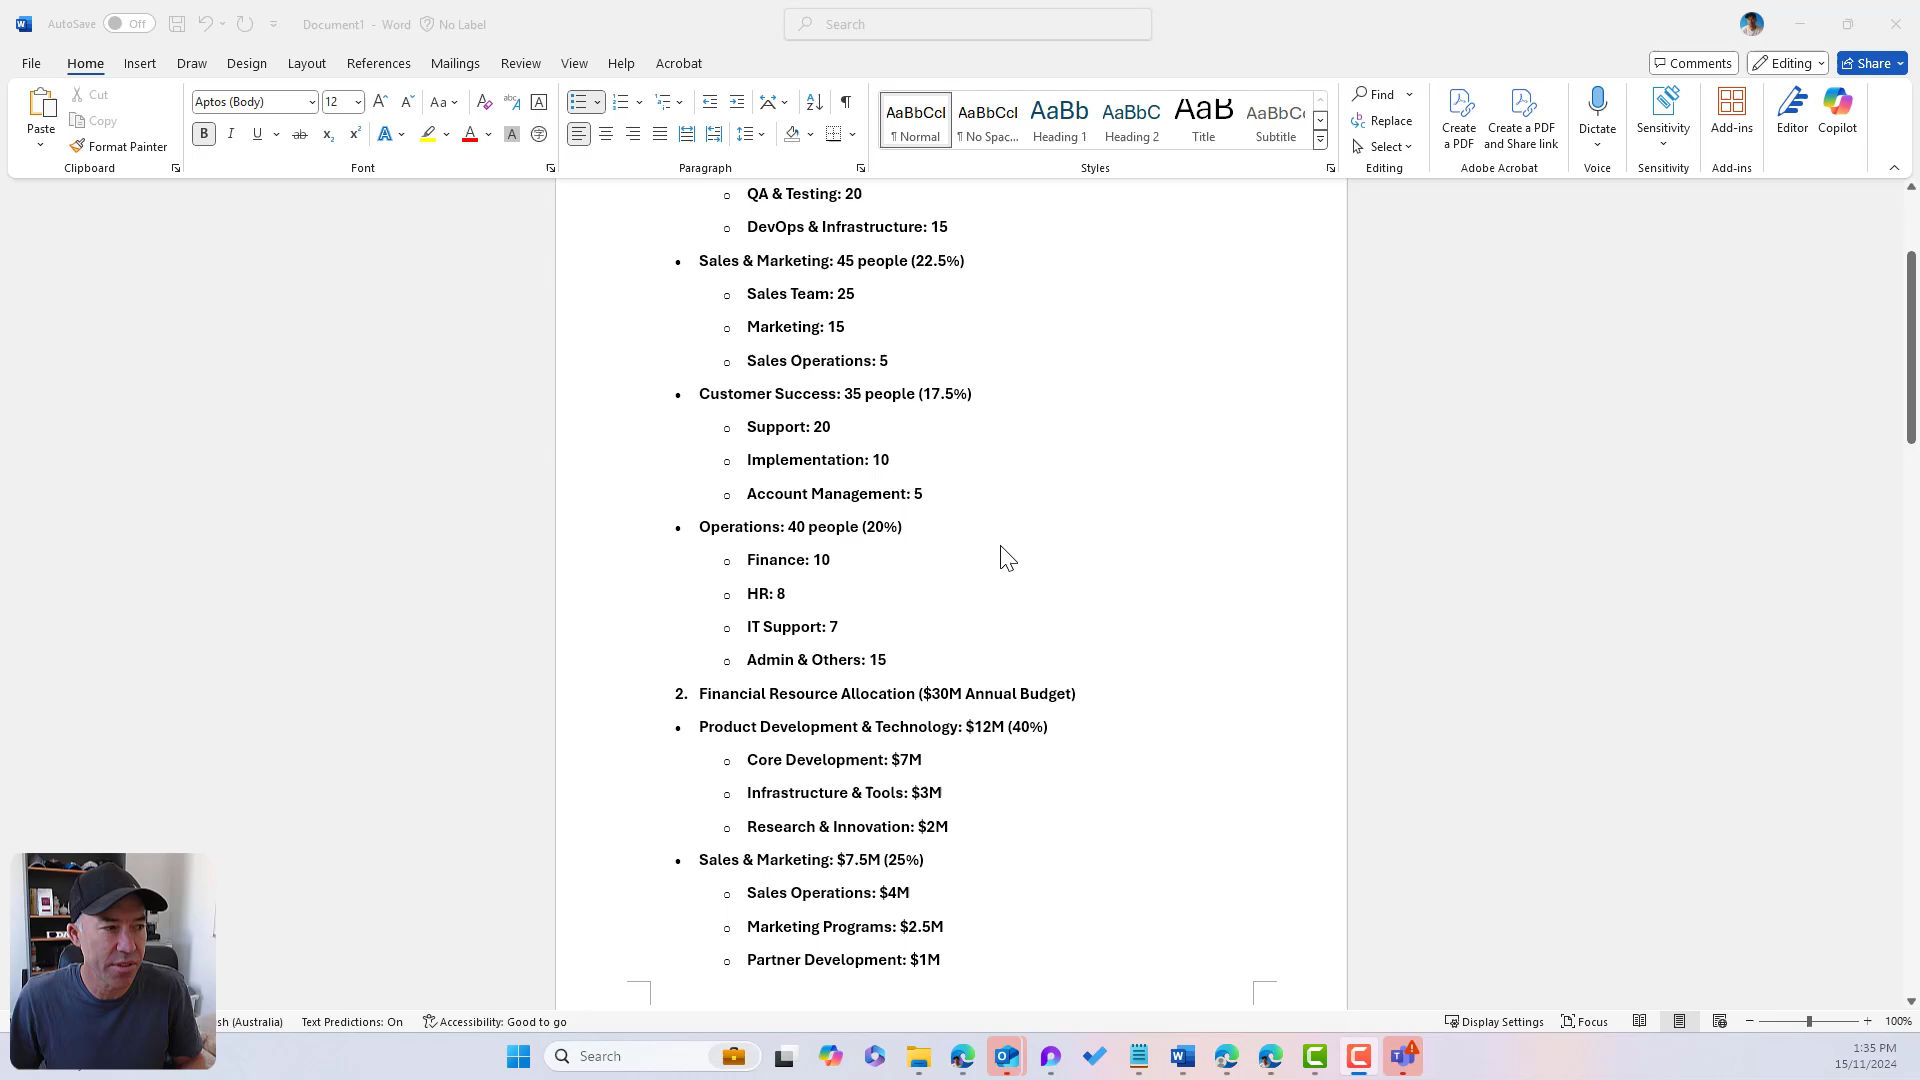 AutoSave Off Document1 - Word No Label Search
File Home Insert Draw Design Layout References Mailings Review View Help Acrobat Comments Editing Share
Paste Cut Copy Format Painter Clipboard
Aptos (Body) 12 Font
Paragraph
AaBbCcl AaBbCcl AaBb AaBbC AaB AaBbC
¶ Normal ¶ No Spac... Heading 1 Heading 2 Title Subtitle
Styles
Find Replace Select Editing
Create a PDF Create a PDF and Share link Adobe Acrobat
Dictate Voice
Sensitivity Sensitivity
Add-ins Add-ins
Editor Copilot
QA & Testing: 20
DevOps & Infrastructure: 15
Sales & Marketing: 45 people (22.5%)
Sales Team: 25
Marketing: 15
Sales Operations: 5
Customer Success: 35 people (17.5%)
Support: 20
Implementation: 10
Account Management: 5
Operations: 40 people (20%)
Finance: 10
HR: 8
IT Support: 7
Admin & Others: 15
2. Financial Resource Allocation ($30M Annual Budget)
Product Development & Technology: $12M (40%)
Core Development: $7M
Infrastructure & Tools: $3M
Research & Innovation: $2M
Sales & Marketing: $7.5M (25%)
Sales Operations: $4M
Marketing Programs: $2.5M
Partner Development: $1M
sh (Australia) Text Predictions: On Accessibility: Good to go Display Settings Focus 100%
Search
1:35 PM
15/11/2024